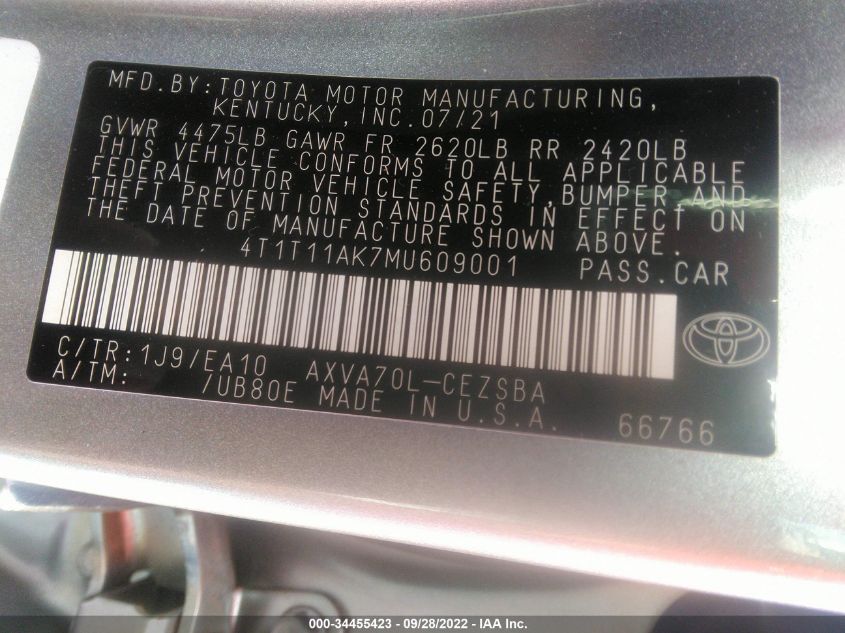 MFD.BY:TOYOTA MOTOR MANUFACTURING,
KENTUCKY,INC.07/21
GVWR 4475LB GAWR FR 2620LB RR 2420LB
THIS VEHICLE CONFORMS TO ALL APPLICABLE
FEDERAL MOTOR VEHICLE SAFETY,BUMPER AND
THEFT PREVENTION STANDARDS IN EFFECT ON
THE DATE OF MANUFACTURE SHOWN ABOVE.
4T1T11AK7MU609001 PASS.CAR
C/TR:1J9/EA10 AXVA70L-CEZSBA
A/TM: /UB80E MADE IN U.S.A. 66766
000-34455423 - 09/28/2022 - IAA Inc.